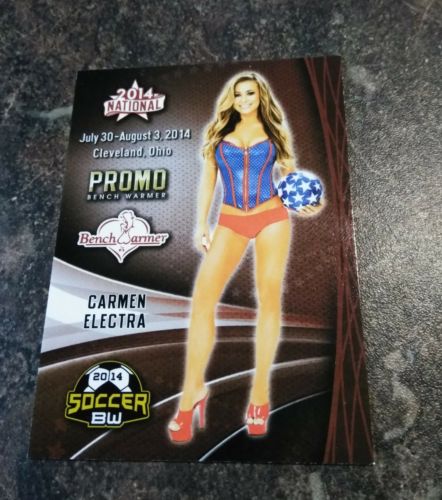 2014
NATIONAL
July 30-August 3, 2014
Cleveland, Ohio
PROMO
BENCH WARMER
BenchWarmer
CARMEN
ELECTRA
2014
SOCCER
BW